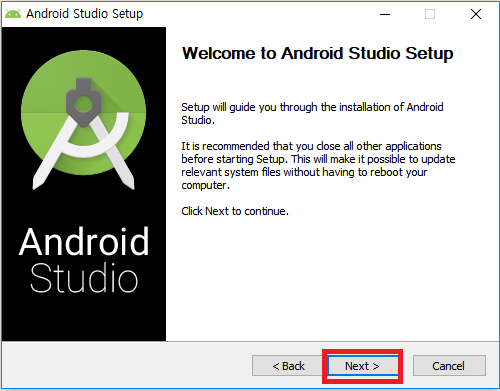 Android Studio Setup
Welcome to Android Studio Setup
Setup will guide you through the installation of Android
Studio.
It is recommended that you close all other applications
before starting Setup. This will make it possible to update
relevant system files without having to reboot your
computer.
Click Next to continue.
Android
Studio
< Back
Next >
Cancel